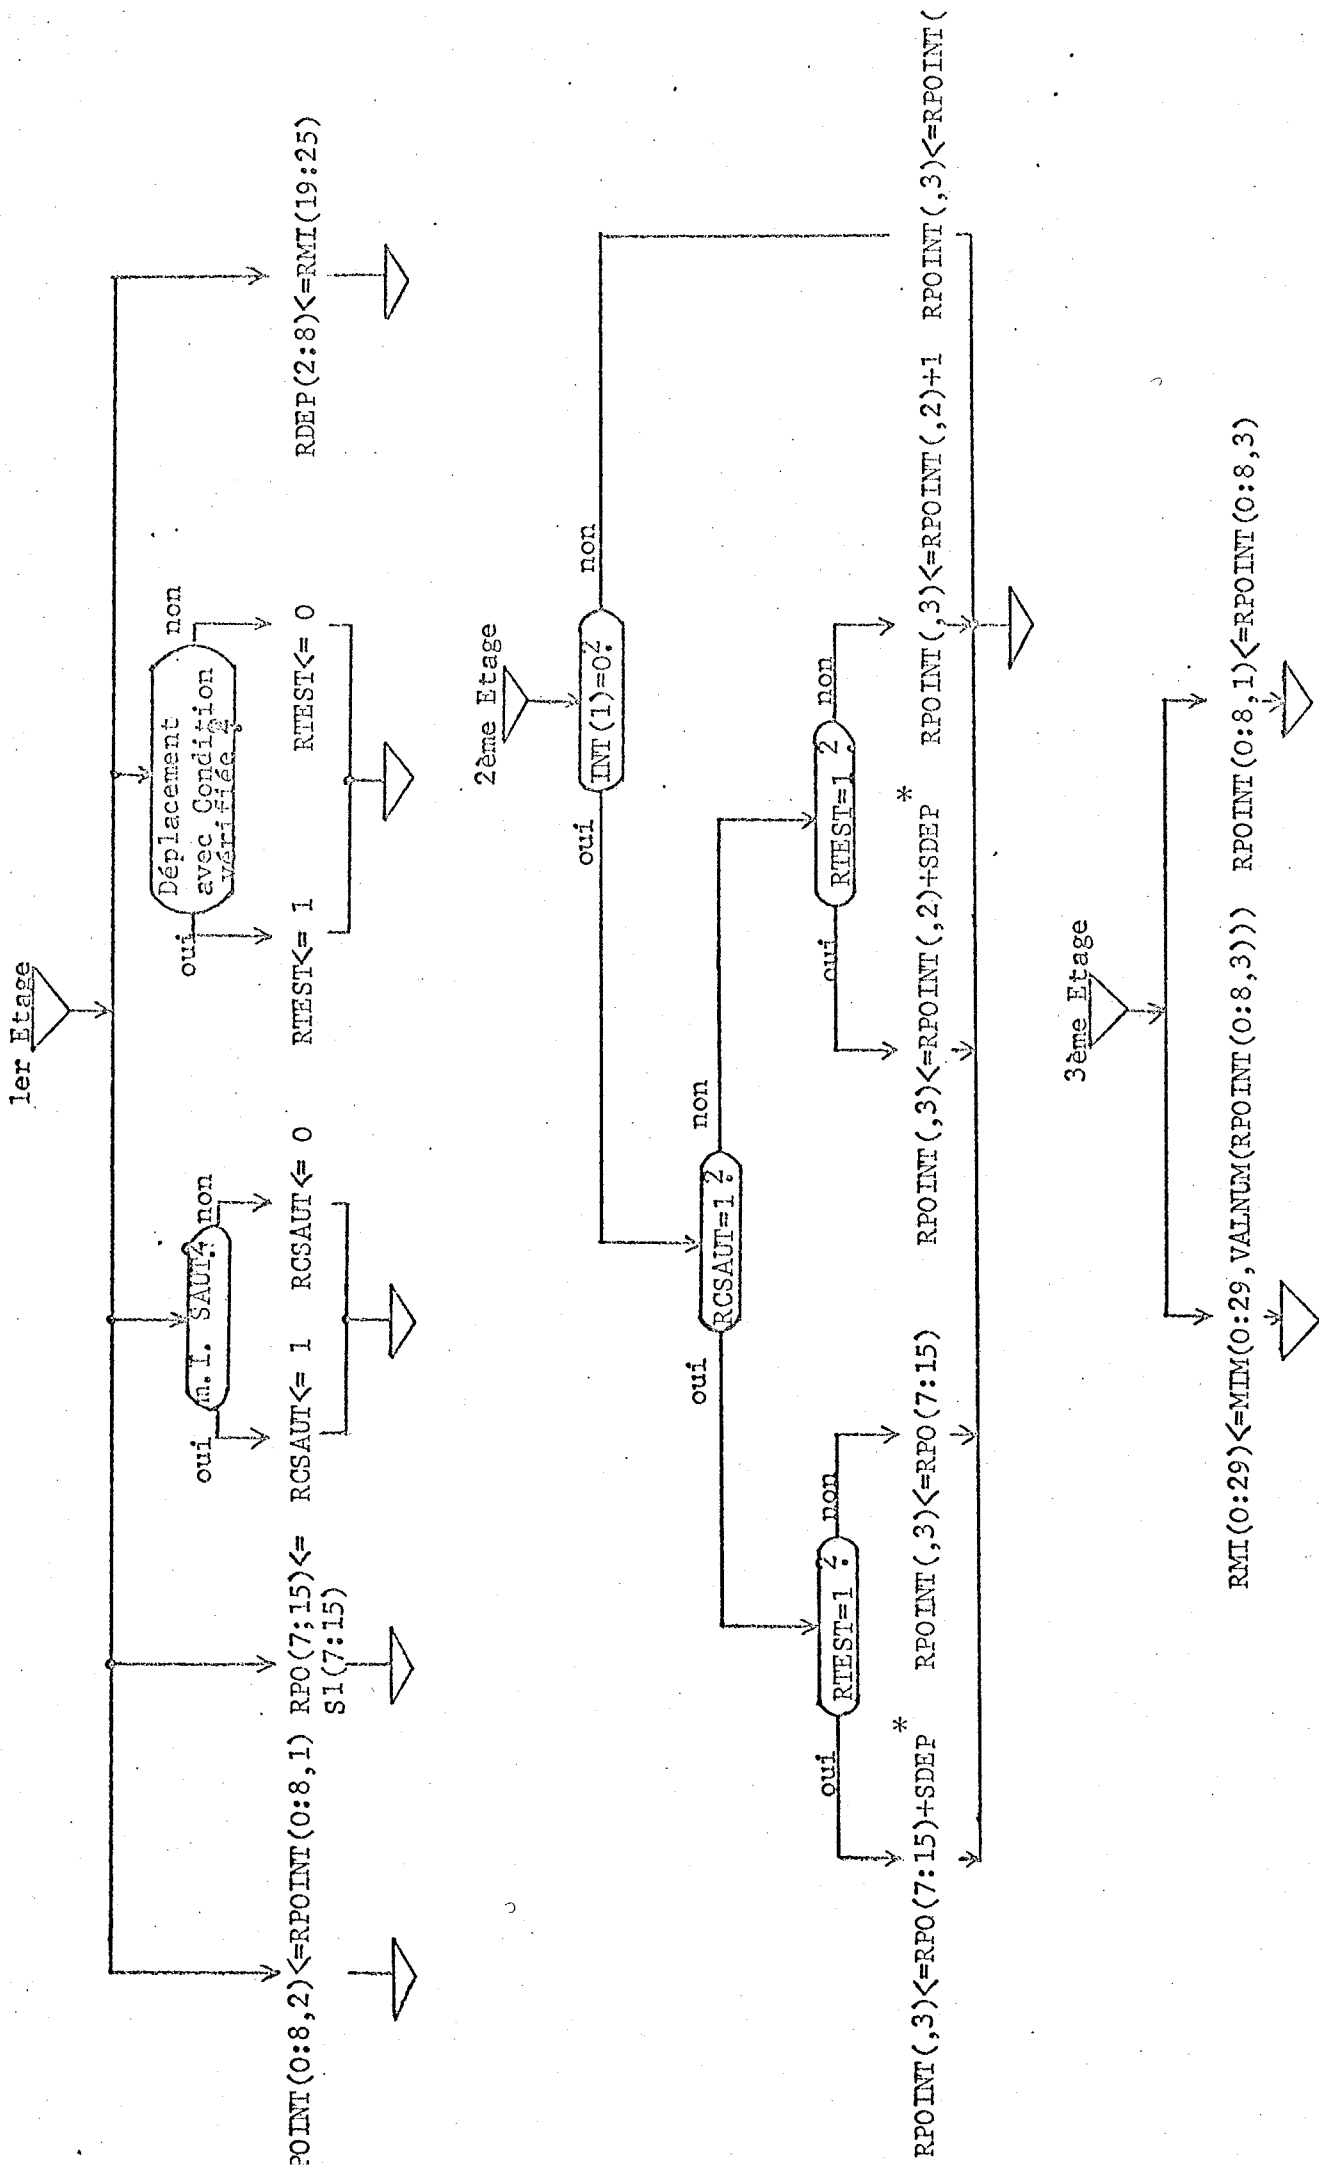 1er Etage
Déplacement
avec Condition
vérifiée ?
oui
non
m.I. SAUT?
oui
non
POINT(0:8,2)<=RPOINT(0:8,1)
RPO(7;15)<=
S1(7:15)
RCSAUT<= 1
RCSAUT<= 0
RTEST<= 1
RTEST<= 0
RDEP(2:8)<=RMI(19:25)
2ème Etage
INT(1)=0?
oui
non
RCSAUT=1?
oui
non
RTEST=1 ?
oui
non
RTEST=1 ?
oui
non
RPOINT(,3)<=RPO(7:15)+SDEP *
RPOINT(,3)<=RPO(7:15)
RPOINT(,3)<=RPOINT(,2)+SDEP *
RPOINT(,3)<=RPOINT(,2)+1
RPOINT(,3)<=RPOINT(
3ème Etage
RMI(0:29)<=MIM(0:29,VALNUM(RPOINT(0:8,3)))
RPOINT(0:8,1)<=RPOINT(0:8,3)